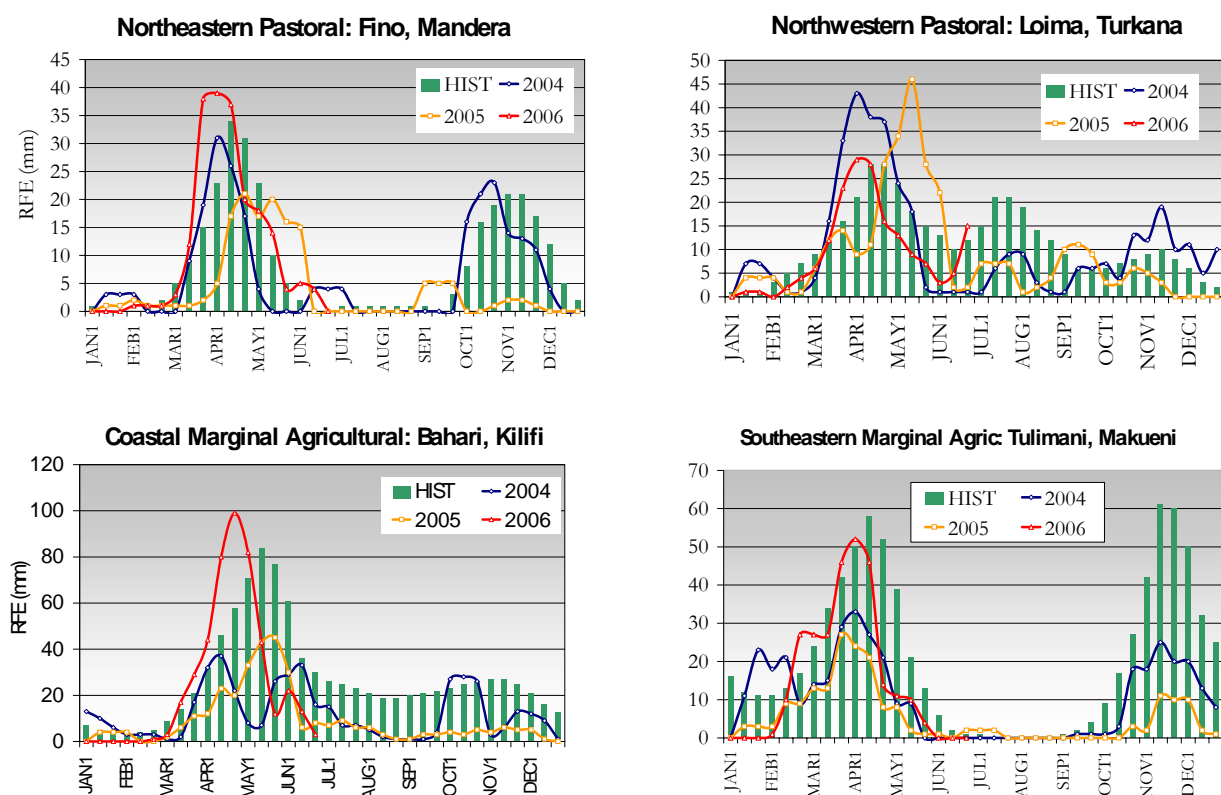 Northeastern Pastoral: Fino, Mandera
RFE (mm)
45
40
35
30
25
20
15
10
5
0
HIST 2004
2005 2006
JAN1 FEB1 MAR1 APR1 MAY1 JUN1 JUL1 AUG1 SEP1 OCT1 NOV1 DEC1
Northwestern Pastoral: Loima, Turkana
50
45
40
35
30
25
20
15
10
5
0
HIST 2004
2005 2006
JAN1 FEB1 MAR1 APR1 MAY1 JUN1 JUL1 AUG1 SEP1 OCT1 NOV1 DEC1
Coastal Marginal Agricultural: Bahari, Kilifi
RFE (mm)
120
100
80
60
40
20
0
HIST 2004
2005 2006
JAN1 FEB1 MAR1 APR1 MAY1 JUN1 JUL1 AUG1 SEP1 OCT1 NOV1 DEC1
Southeastern Marginal Agric: Tulimani, Makueni
70
60
50
40
30
20
10
0
HIST 2004
2005 2006
JAN1 FEB1 MAR1 APR1 MAY1 JUN1 JUL1 AUG1 SEP1 OCT1 NOV1 DEC1